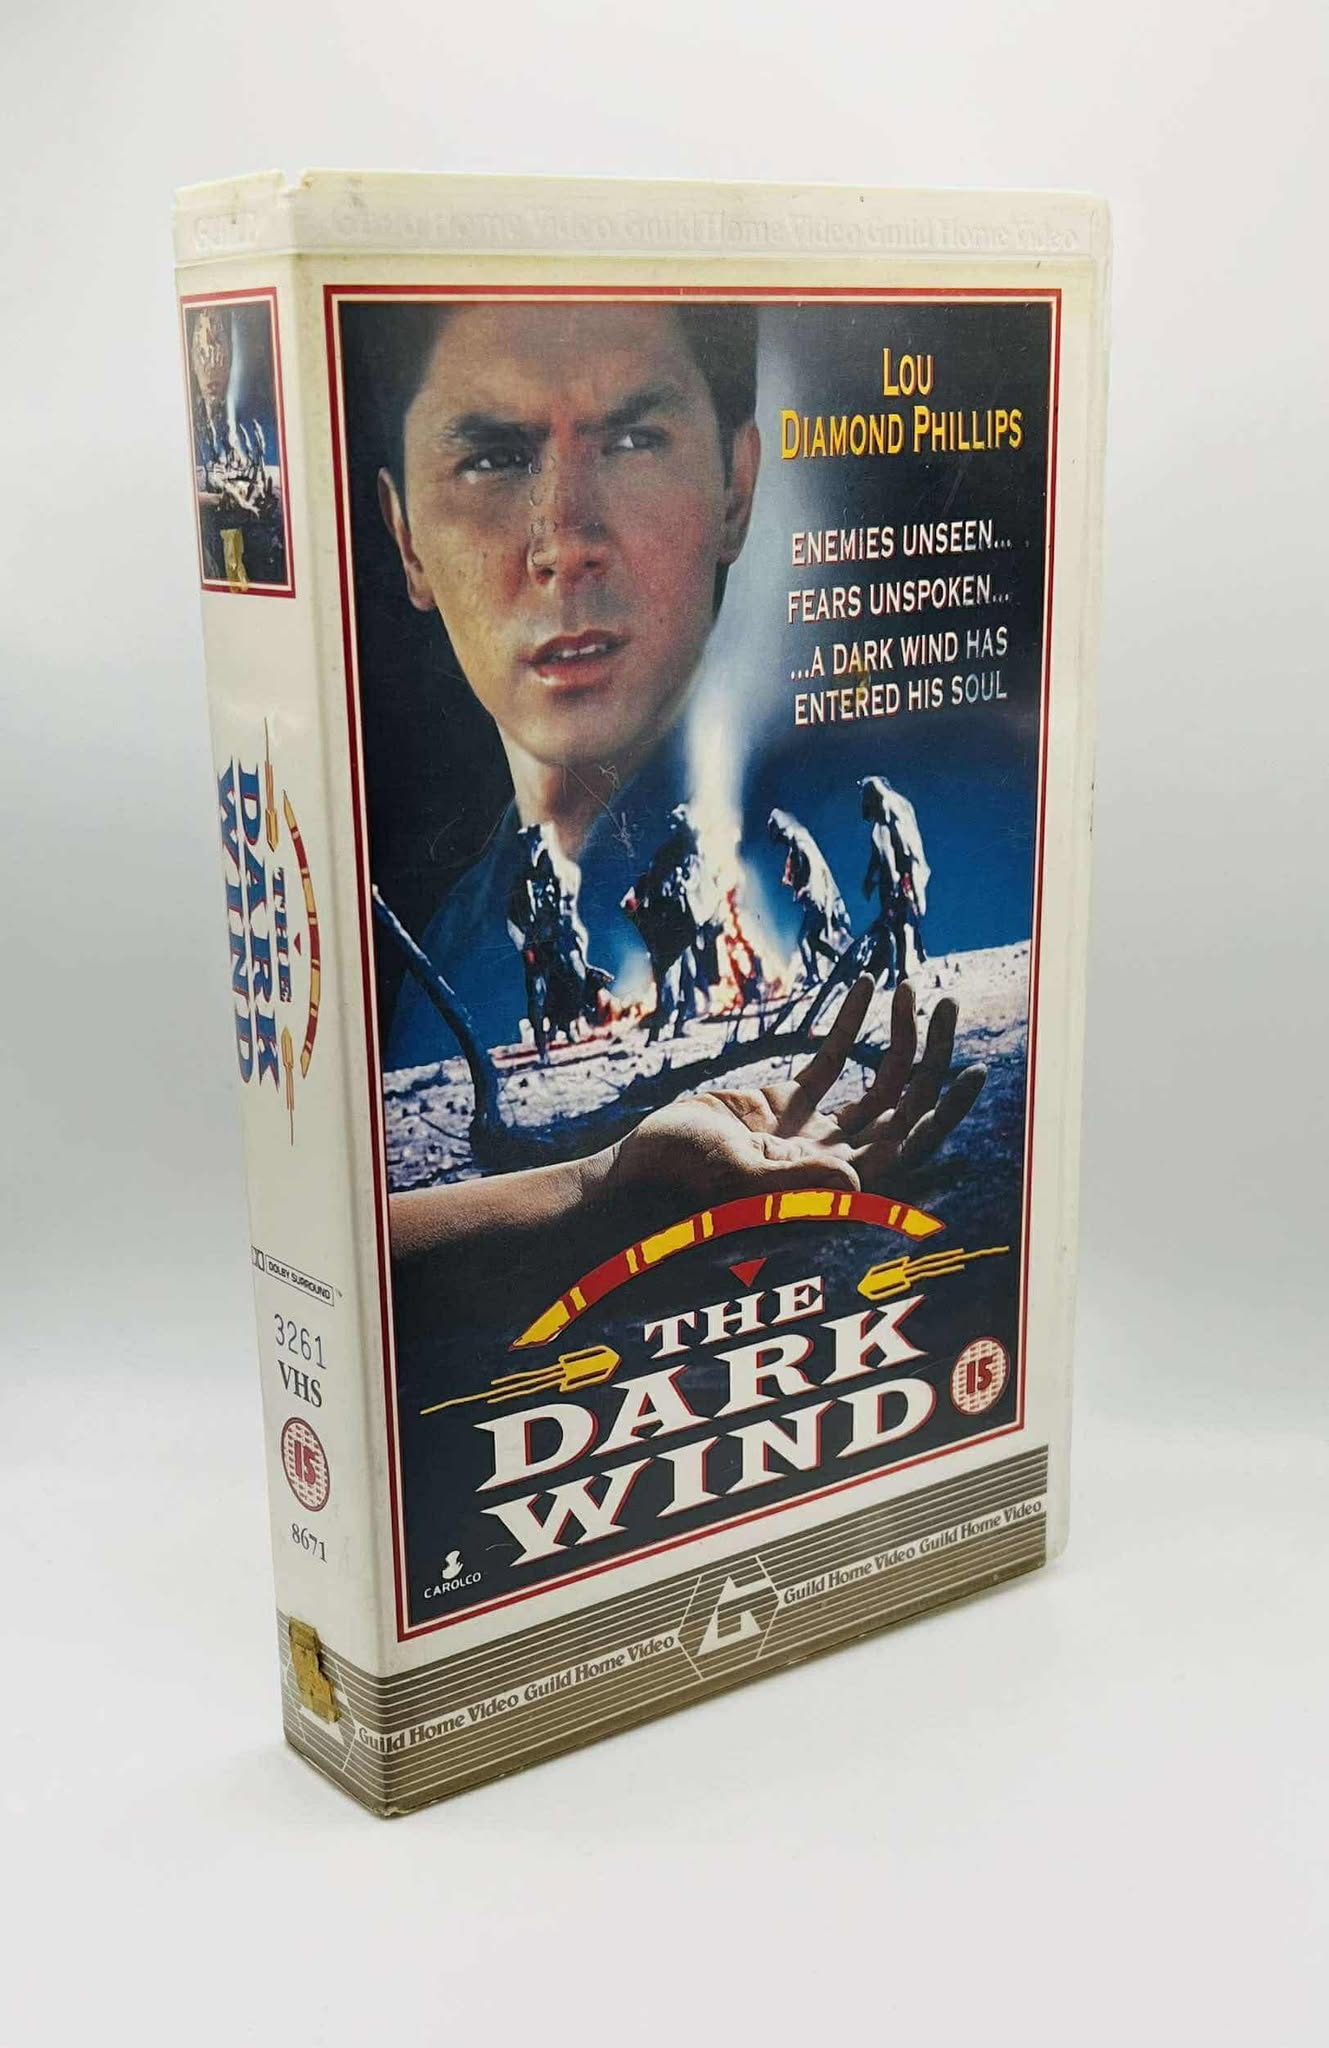 Guild Home Video Guild Home Video Guild Home Video
LOU
DIAMOND PHILLIPS
ENEMIES UNSEEN...
FEARS UNSPOKEN...
...A DARK WIND HAS
ENTERED HIS SOUL
THE
DARK
WIND
15
CAROLCO
Guild Home Video Guild Home Video
Guild Home Video Guild Home Video
THE
DARK
WIND
DOLBY SURROUND
3261
VHS
15
8671